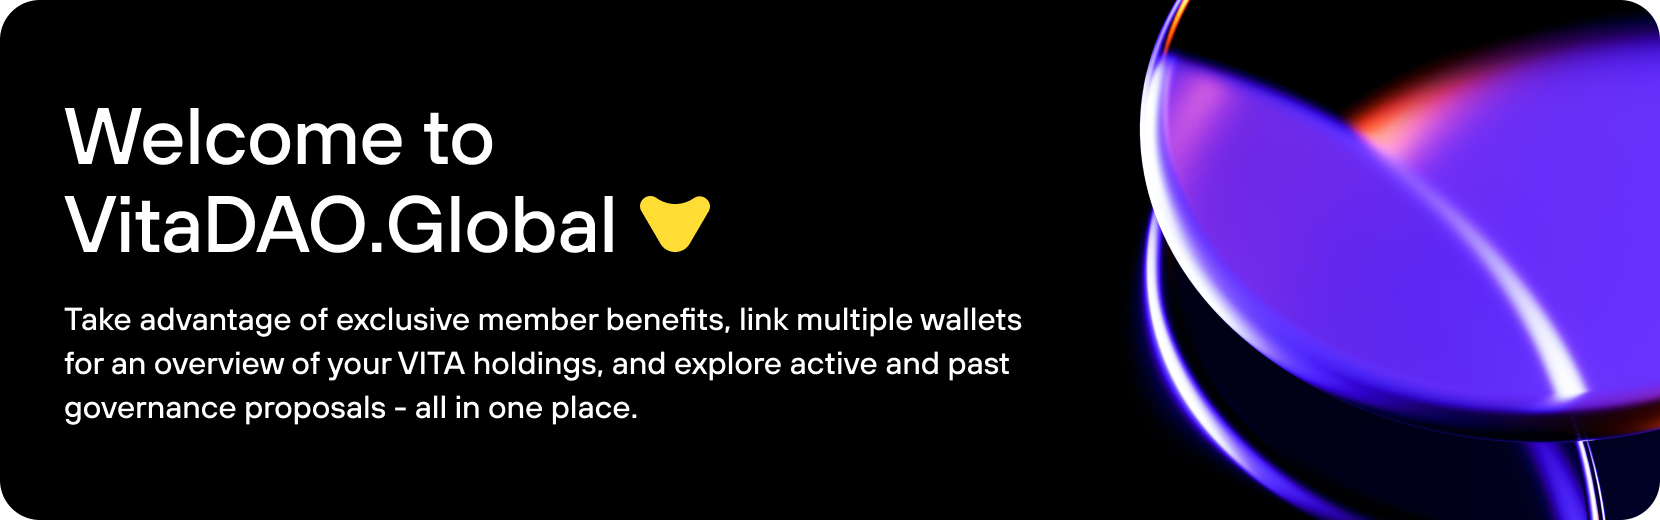 Welcome to
VitaDAO.Global
Take advantage of exclusive member benefits, link multiple wallets
for an overview of your VITA holdings, and explore active and past
governance proposals - all in one place.